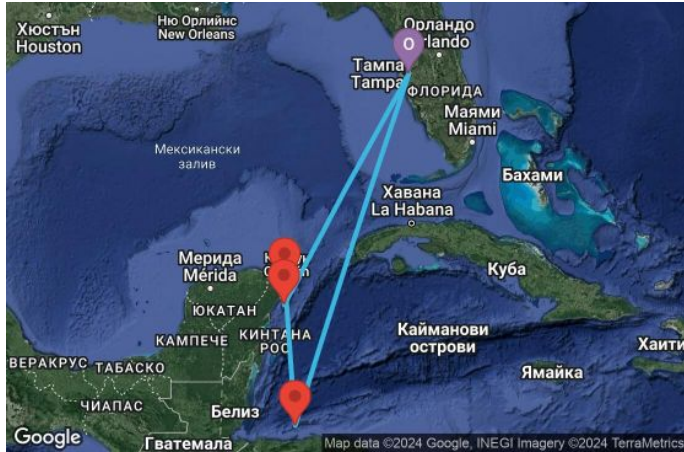 Хюстън
Houston
Ню Орлийнс
New Orleans
Орландо
Orlando
O
Тампа
Tampa
ФЛОРИДА
Маями
Miami
Мексикански
залив
Бахами
Хавана
La Habana
Мерида
Mérida
ЮКАТАН
Куба
КАМПЕЧЕ
КИНТАНА
РОО
Кайманови
острови
Хаити
ВЕРАКРУС
ТАБАСКО
Ямайка
ЧИАПАС
Белиз
Гватемала
Google
Map data ©2024 Google, INEGI Imagery ©2024 TerraMetrics